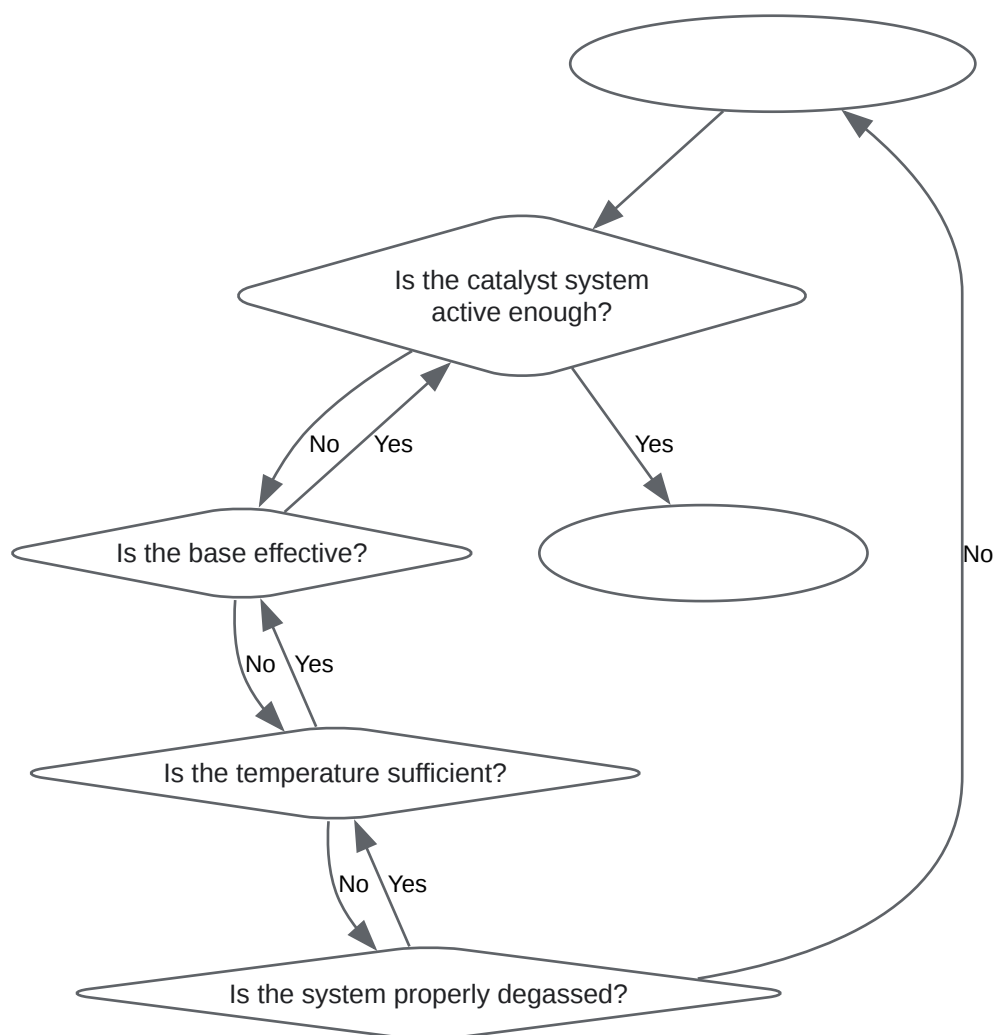 Is the catalyst system
active enough?
No
Yes
Yes
Is the base effective?
No
No
Yes
Is the temperature sufficient?
No
Yes
Is the system properly degassed?